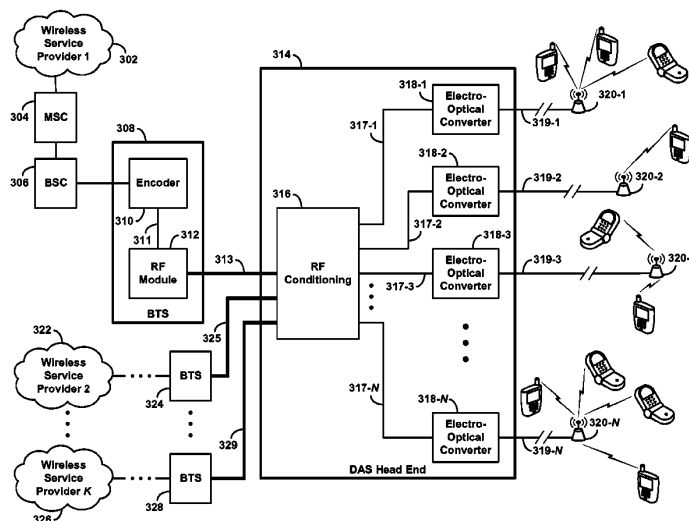 Wireless
Service
Provider 1
302
304
MSC
306
BSC
308
Encoder
310
311
312
RF
Module
BTS
313
314
316
RF
Conditioning
317-1
318-1
Electro-
Optical
Converter
319-1
320-1
317-2
318-2
Electro-
Optical
Converter
319-2
320-2
317-3
318-3
Electro-
Optical
Converter
319-3
320-
317-N
318-N
Electro-
Optical
Converter
319-N
320-N
DAS Head End
322
Wireless
Service
Provider 2
BTS
324
325
Wireless
Service
Provider K
326
BTS
328
329